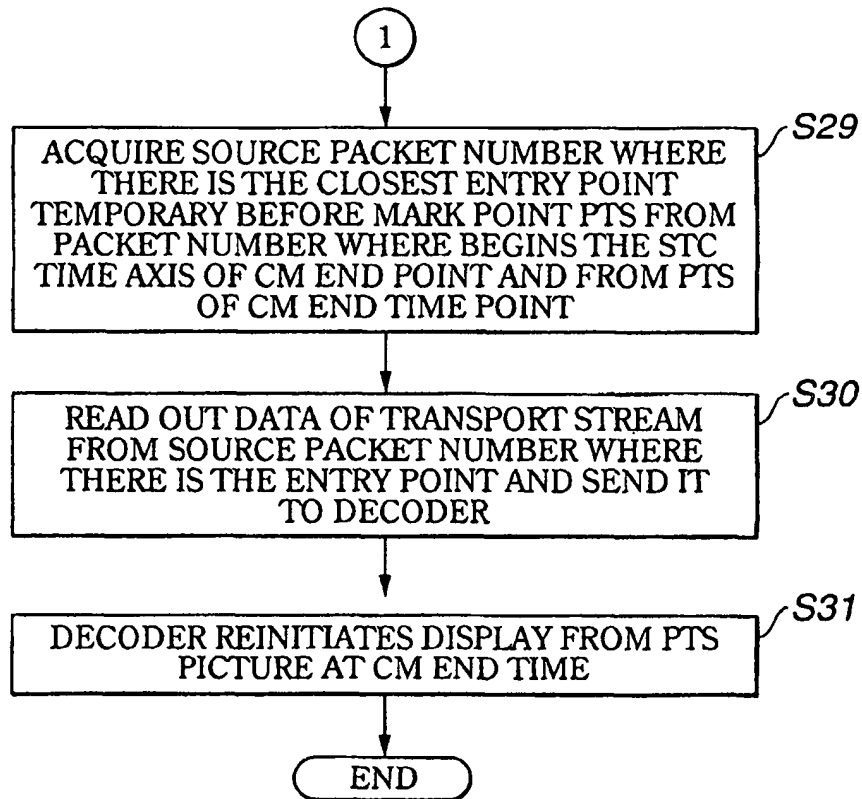 1
S29
ACQUIRE SOURCE PACKET NUMBER WHERE
THERE IS THE CLOSEST ENTRY POINT
TEMPORARY BEFORE MARK POINT PTS FROM
PACKET NUMBER WHERE BEGINS THE STC
TIME AXIS OF CM END POINT AND FROM PTS
OF CM END TIME POINT
S30
READ OUT DATA OF TRANSPORT STREAM
FROM SOURCE PACKET NUMBER WHERE
THERE IS THE ENTRY POINT AND SEND IT
TO DECODER
S31
DECODER REINITIATES DISPLAY FROM PTS
PICTURE AT CM END TIME
END